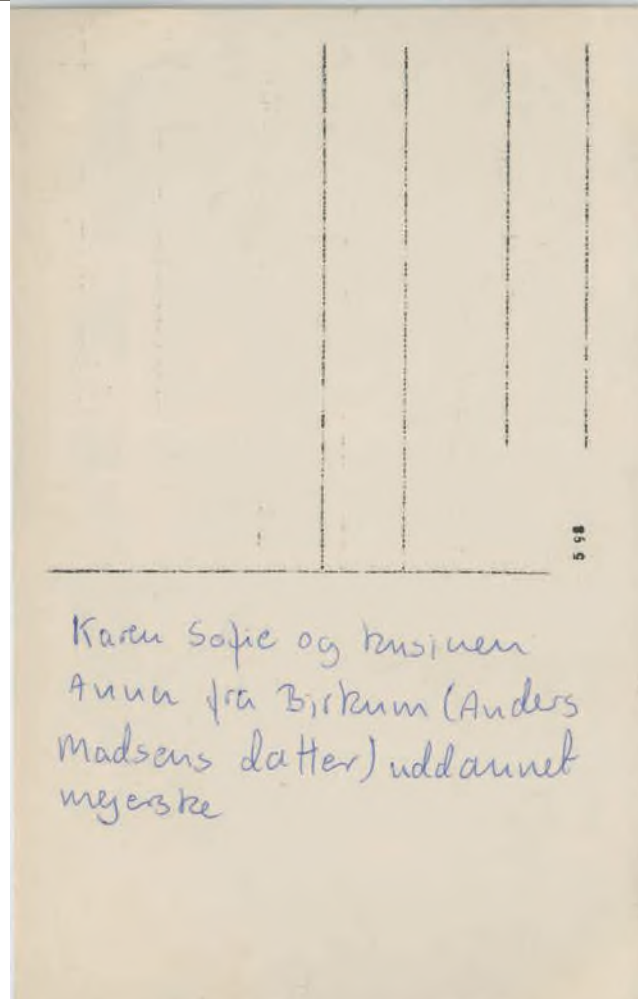 Karen Sofie og kusinen
Anna fra Birkum (Anders
Madsens datter) uddannet
mejerske
598